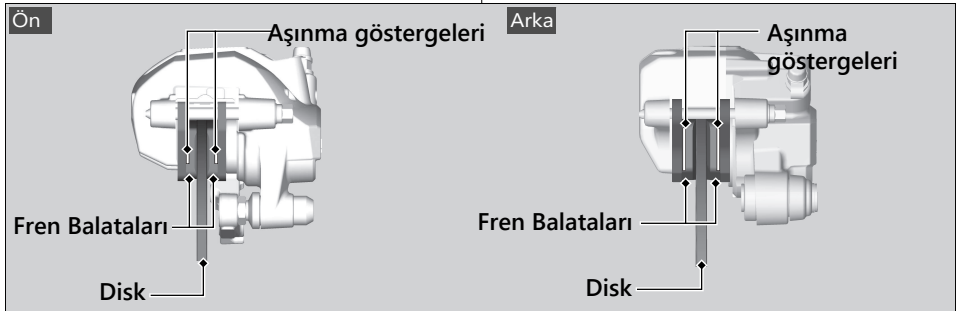 Ön
Aşınma göstergeleri
Fren Balataları
Disk
Arka
Aşınma
göstergeleri
Fren Balataları
Disk